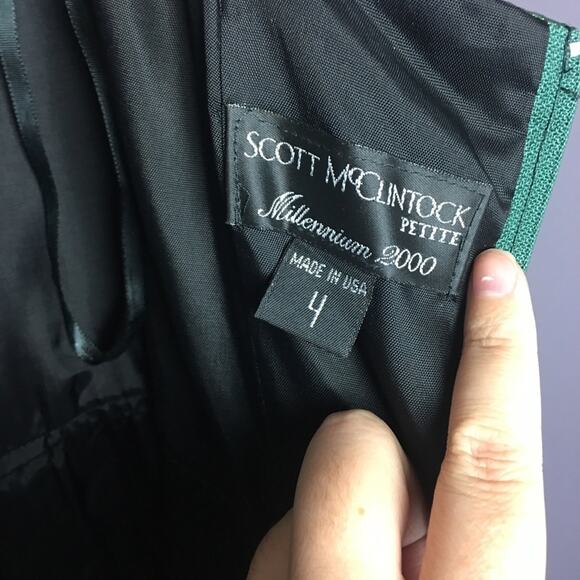 SCOTT McCLINTOCK
PETITE
Millennium 2000
MADE IN USA
4